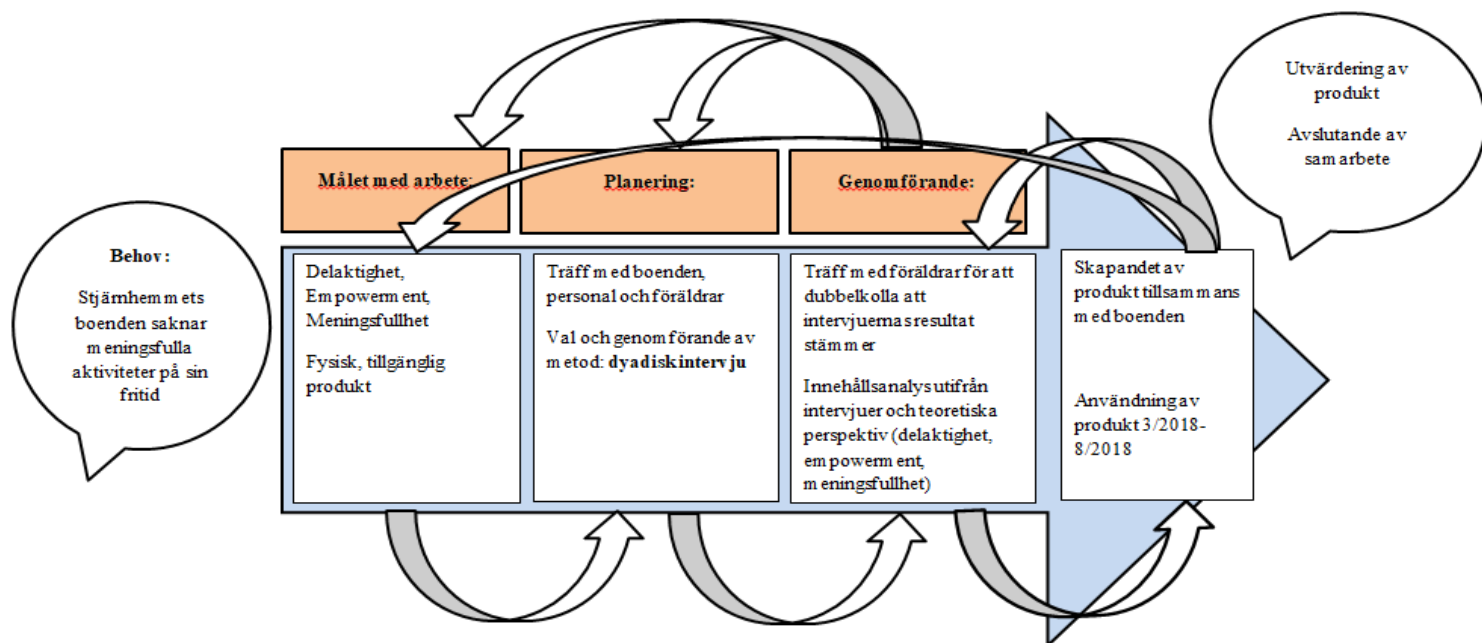 Behov:
Stjärnhemmets
boenden saknar
meningsfulla
aktiviteter på sin
fritid
Målet med arbete:
Delaktighet,
Empowerment,
Meningsfullhet
Fysisk, tillgänglig
produkt
Planering:
Träff med boenden,
personal och föräldrar
Val och genomförande av
metod: dyadisk intervju
Genomförande:
Träff med föräldrar för att
dubbelkolla att
intervjuernas resultat
stämmer
Innehållsanalys utifrån
intervjuer och teoretiska
perspektiv (delaktighet,
empowerment,
meningsfullhet)
Skapandet av
produkt tillsammans
med boenden
Användning av
produkt 3/2018-
8/2018
Utvärdering av
produkt
Avslutande av
samarbete